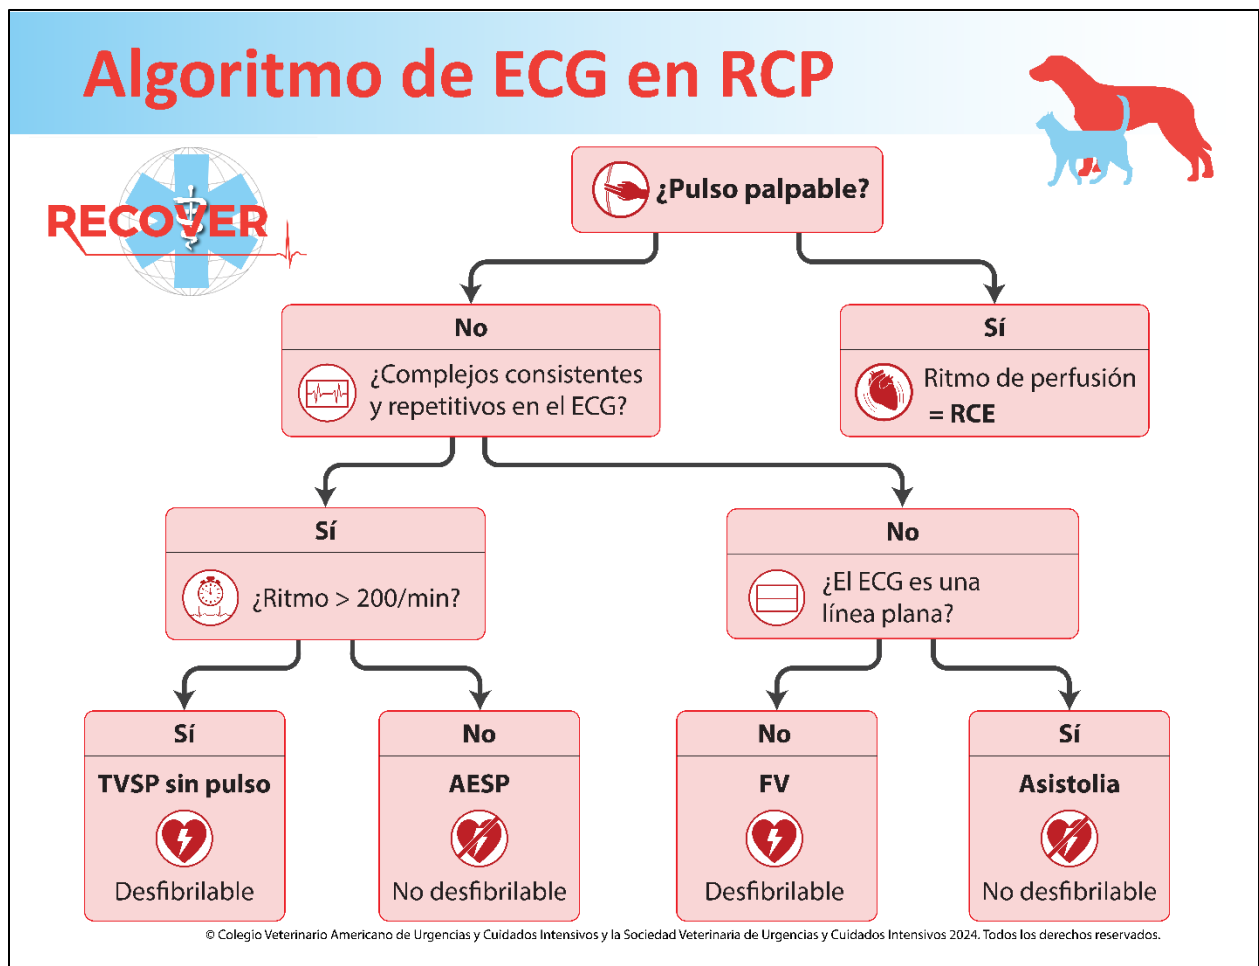 Algoritmo de ECG en RCP
RECOVER
¿Pulso palpable?
No
¿Complejos consistentes
y repetitivos en el ECG?
Sí
Ritmo de perfusión
= RCE
Sí
¿Ritmo > 200/min?
No
¿El ECG es una
línea plana?
Sí
TVSP sin pulso
Desfibrilable
No
AESP
No desfibrilable
No
FV
Desfibrilable
Sí
Asistolia
No desfibrilable
© Colegio Veterinario Americano de Urgencias y Cuidados Intensivos y la Sociedad Veterinaria de Urgencias y Cuidados Intensivos 2024. Todos los derechos reservados.